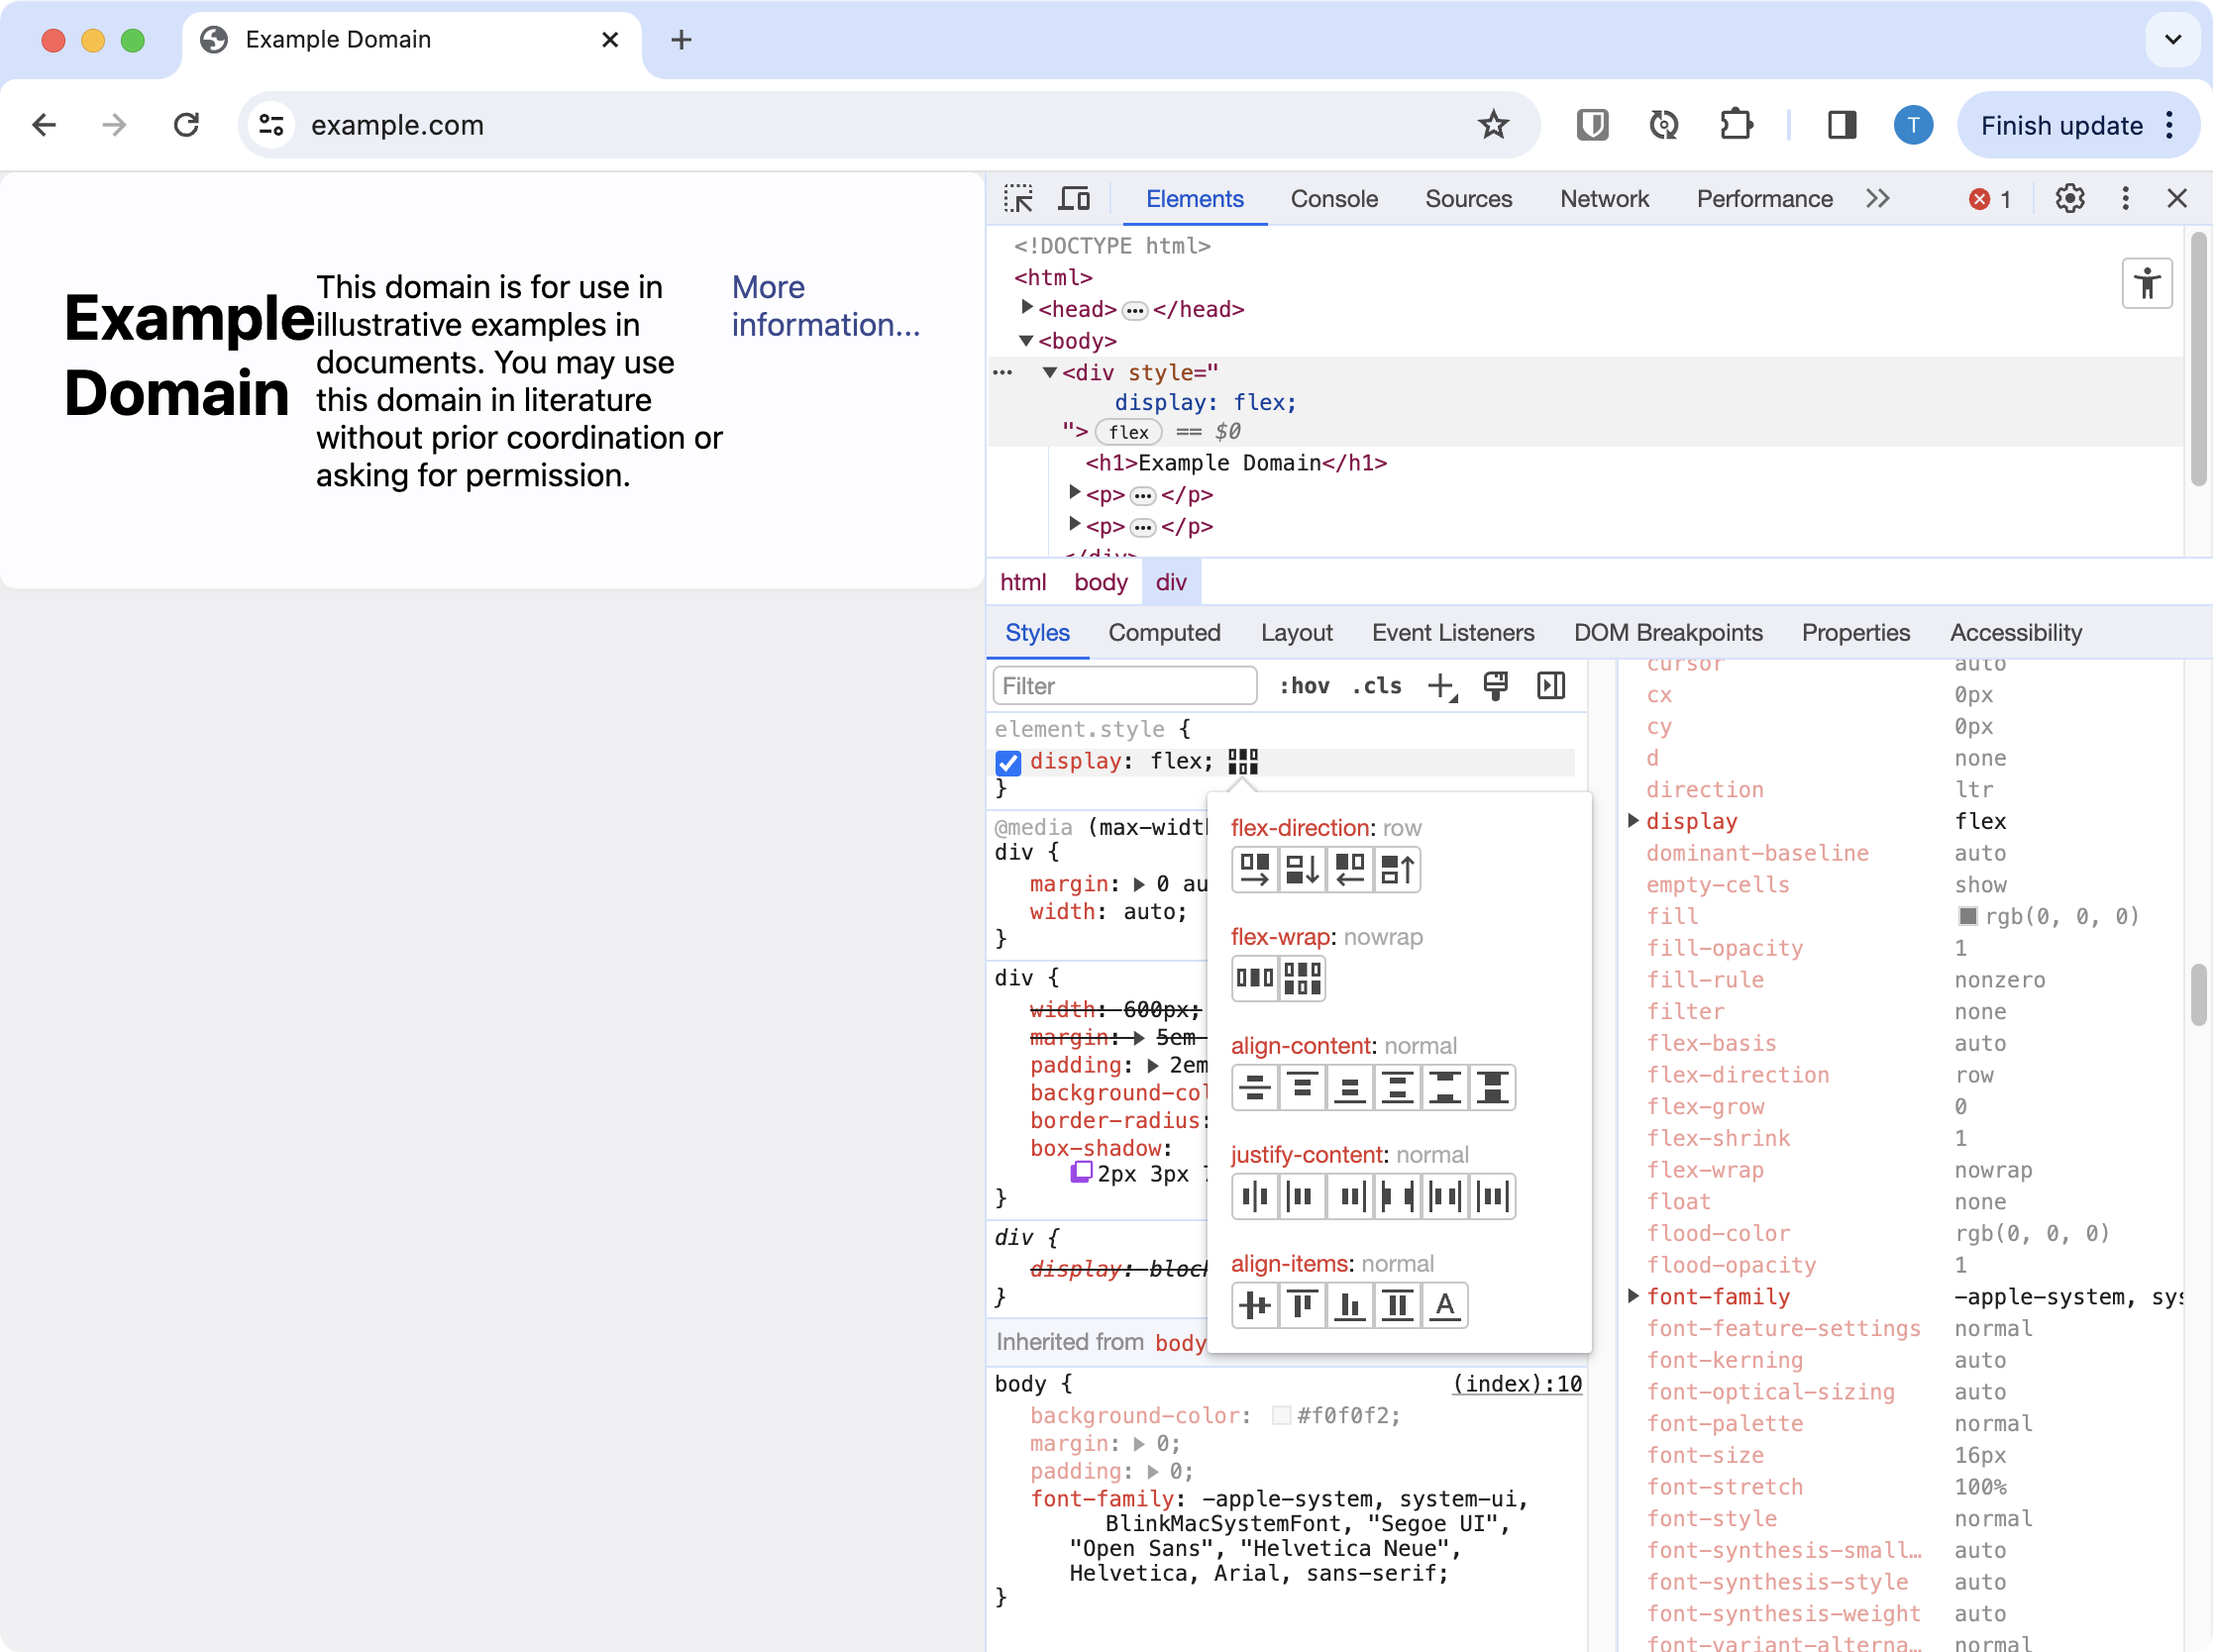 Example Domain
example.com
Finish update
T
Example
Domain
This domain is for use in
illustrative examples in
documents. You may use
this domain in literature
without prior coordination or
asking for permission.
More
information...
Elements Console Sources Network Performance 1
<!DOCTYPE html>
<html>
<head> ··· </head>
<body>
··· <div style="
display: flex;
"> flex == $0
<h1>Example Domain</h1>
<p> ··· </p>
<p> ··· </p>
</div>
html body div
Styles Computed Layout Event Listeners DOM Breakpoints Properties Accessibility
Filter :hov .cls
element.style {
display: flex;
}
@media (max-width
div {
margin: 0 au
width: auto;
}
div {
width: 600px;
margin: 5em
padding: 2em
background-col
border-radius:
box-shadow:
2px 3px
}
div {
display: block
}
Inherited from body
body { (index):10
background-color: #f0f0f2;
margin: 0;
padding: 0;
font-family: -apple-system, system-ui,
BlinkMacSystemFont, "Segoe UI",
"Open Sans", "Helvetica Neue",
Helvetica, Arial, sans-serif;
}
flex-direction: row
flex-wrap: nowrap
align-content: normal
justify-content: normal
align-items: normal
A
cursor auto
cx 0px
cy 0px
d none
direction ltr
display flex
dominant-baseline auto
empty-cells show
fill rgb(0, 0, 0)
fill-opacity 1
fill-rule nonzero
filter none
flex-basis auto
flex-direction row
flex-grow 0
flex-shrink 1
flex-wrap nowrap
float none
flood-color rgb(0, 0, 0)
flood-opacity 1
font-family -apple-system, sys
font-feature-settings normal
font-kerning auto
font-optical-sizing auto
font-palette normal
font-size 16px
font-stretch 100%
font-style normal
font-synthesis-small… auto
font-synthesis-style auto
font-synthesis-weight auto
font-variant-alterna… normal